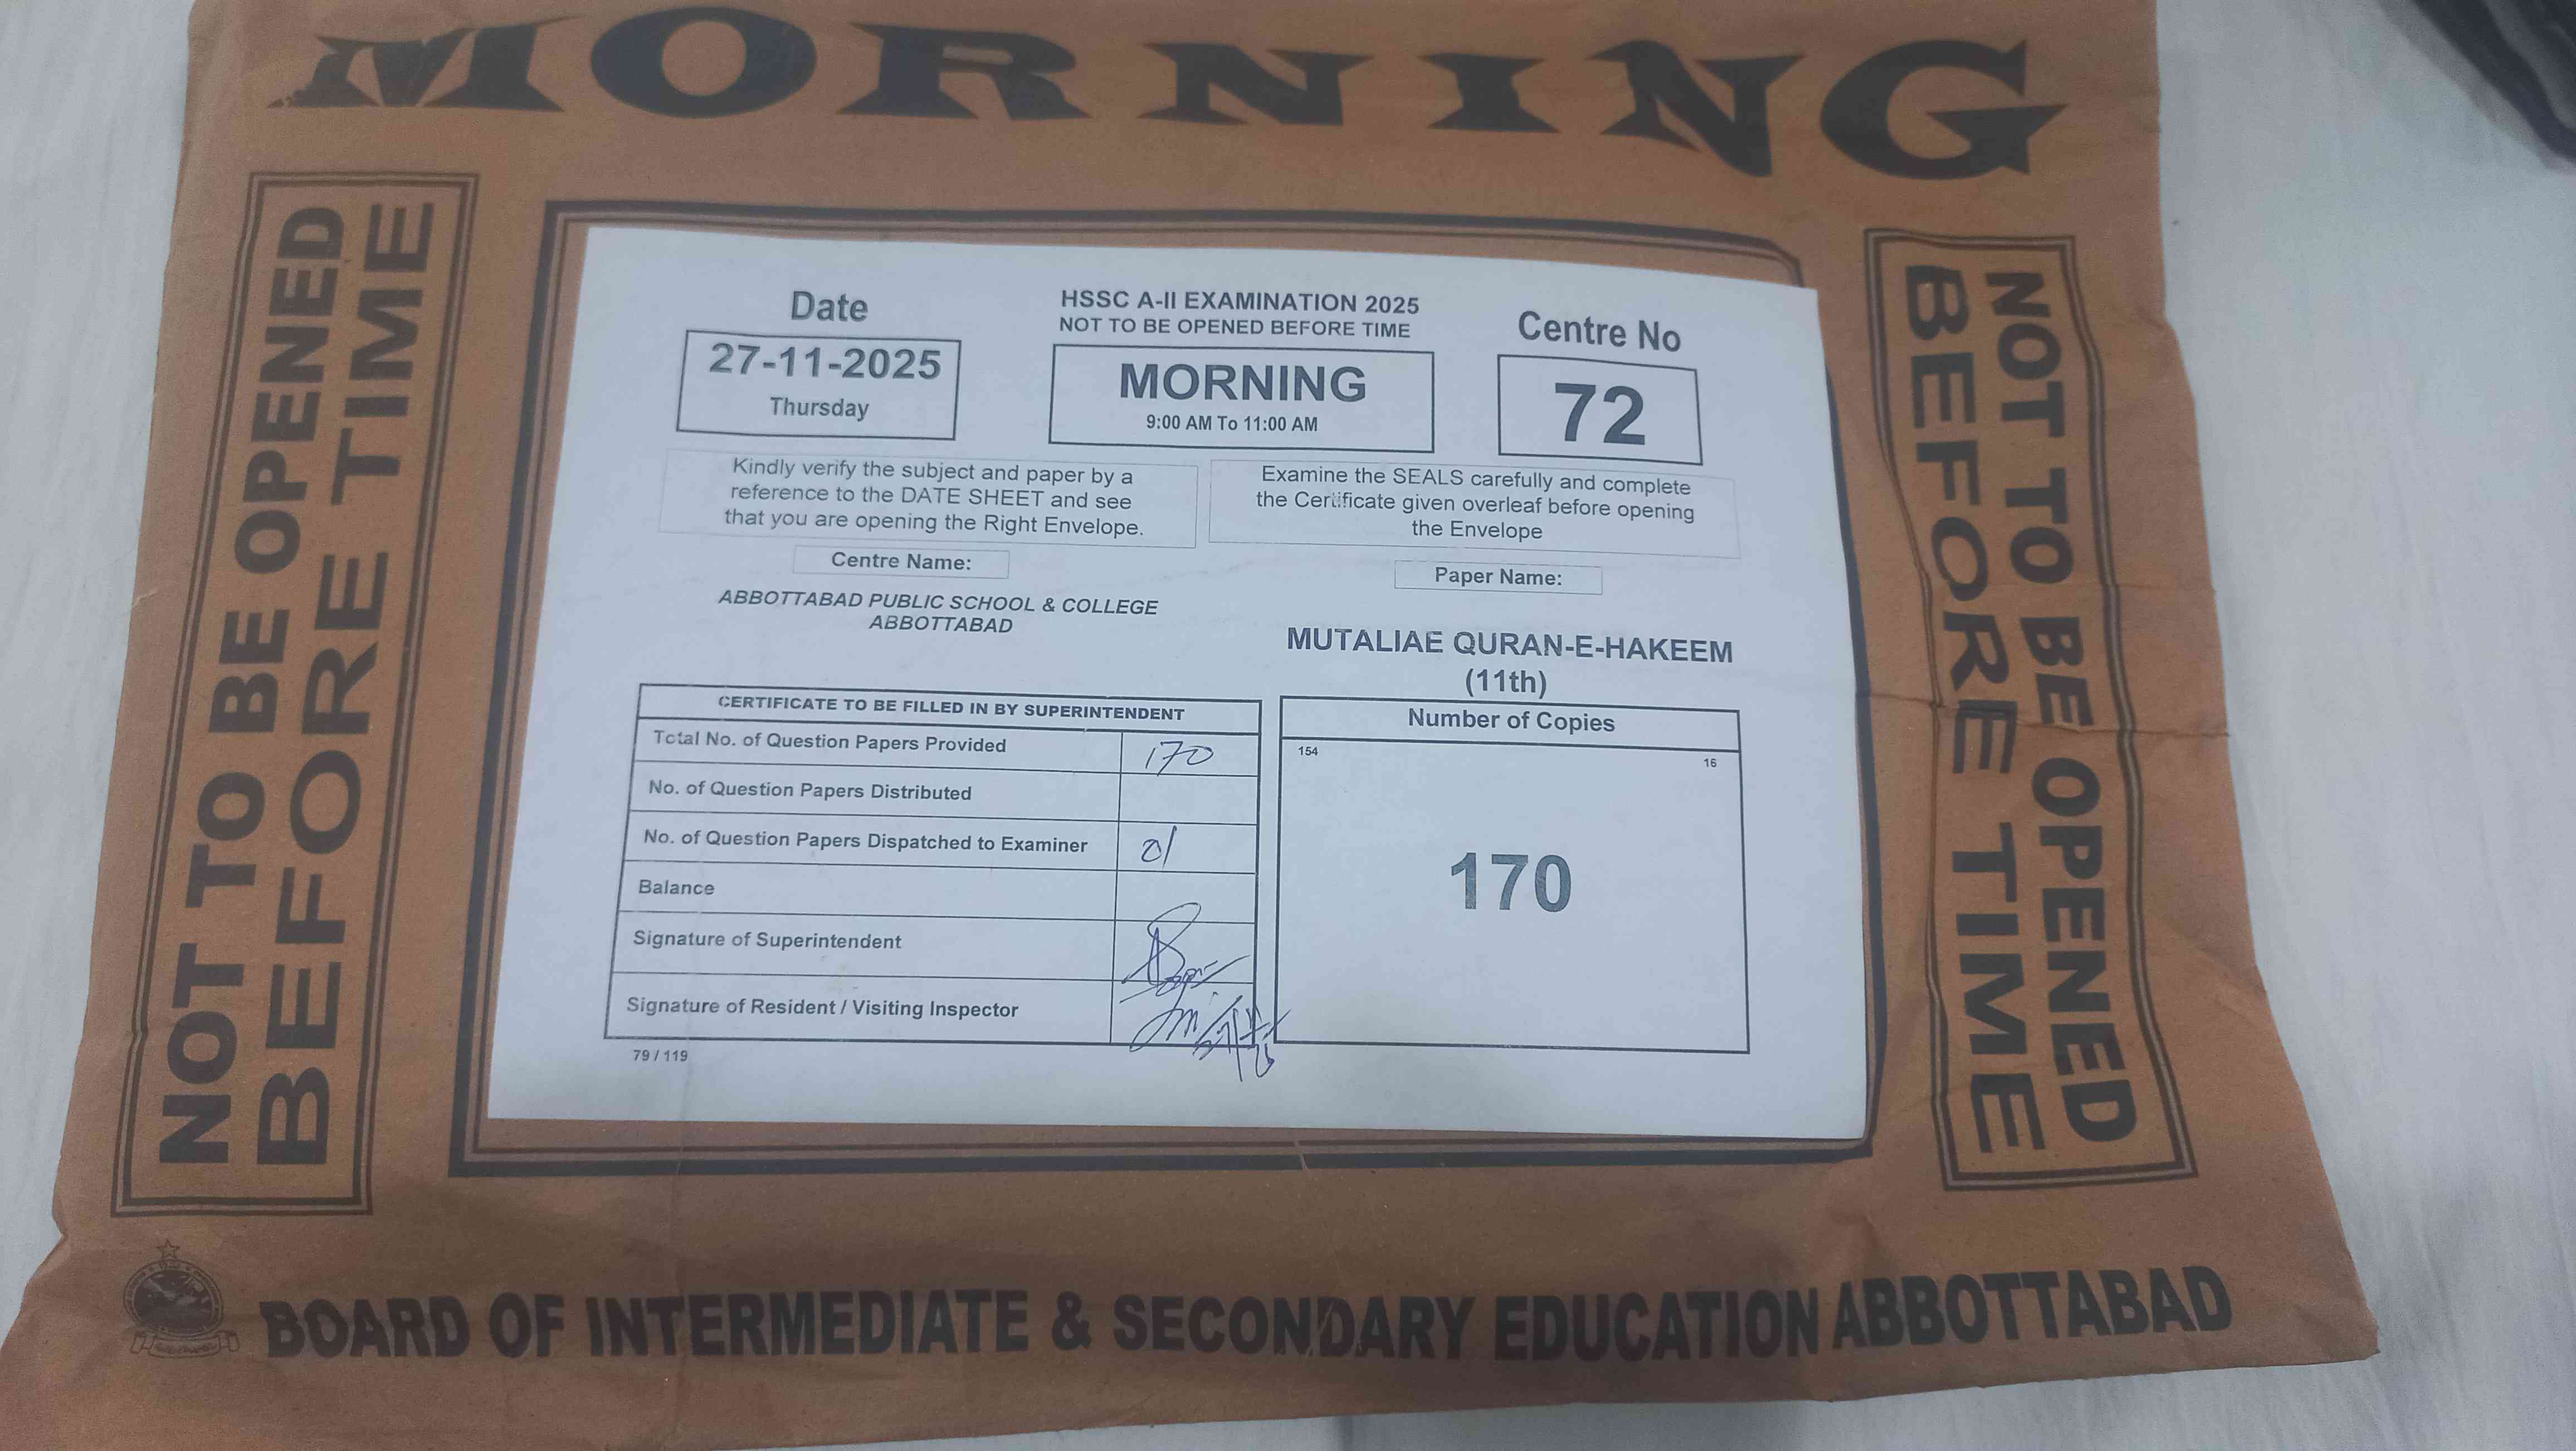 MORNING
NOT TO BE OPENED
BEFORE TIME
Date
27-11-2025
Thursday
HSSC A-II EXAMINATION 2025
NOT TO BE OPENED BEFORE TIME
MORNING
9:00 AM To 11:00 AM
Centre No
72
Kindly verify the subject and paper by a
reference to the DATE SHEET and see
that you are opening the Right Envelope.
Examine the SEALS carefully and complete
the Certificate given overleaf before opening
the Envelope
Centre Name:
ABBOTTABAD PUBLIC SCHOOL & COLLEGE
ABBOTTABAD
Paper Name:
MUTALIAE QURAN-E-HAKEEM
(11th)
CERTIFICATE TO BE FILLED IN BY SUPERINTENDENT
Total No. of Question Papers Provided 170
No. of Question Papers Distributed
No. of Question Papers Dispatched to Examiner 01
Balance
Signature of Superintendent
Signature of Resident / Visiting Inspector
79 / 119
Number of Copies
154 16
170
NOT TO BE OPENED
BEFORE TIME
BOARD OF INTERMEDIATE & SECONDARY EDUCATION ABBOTTABAD